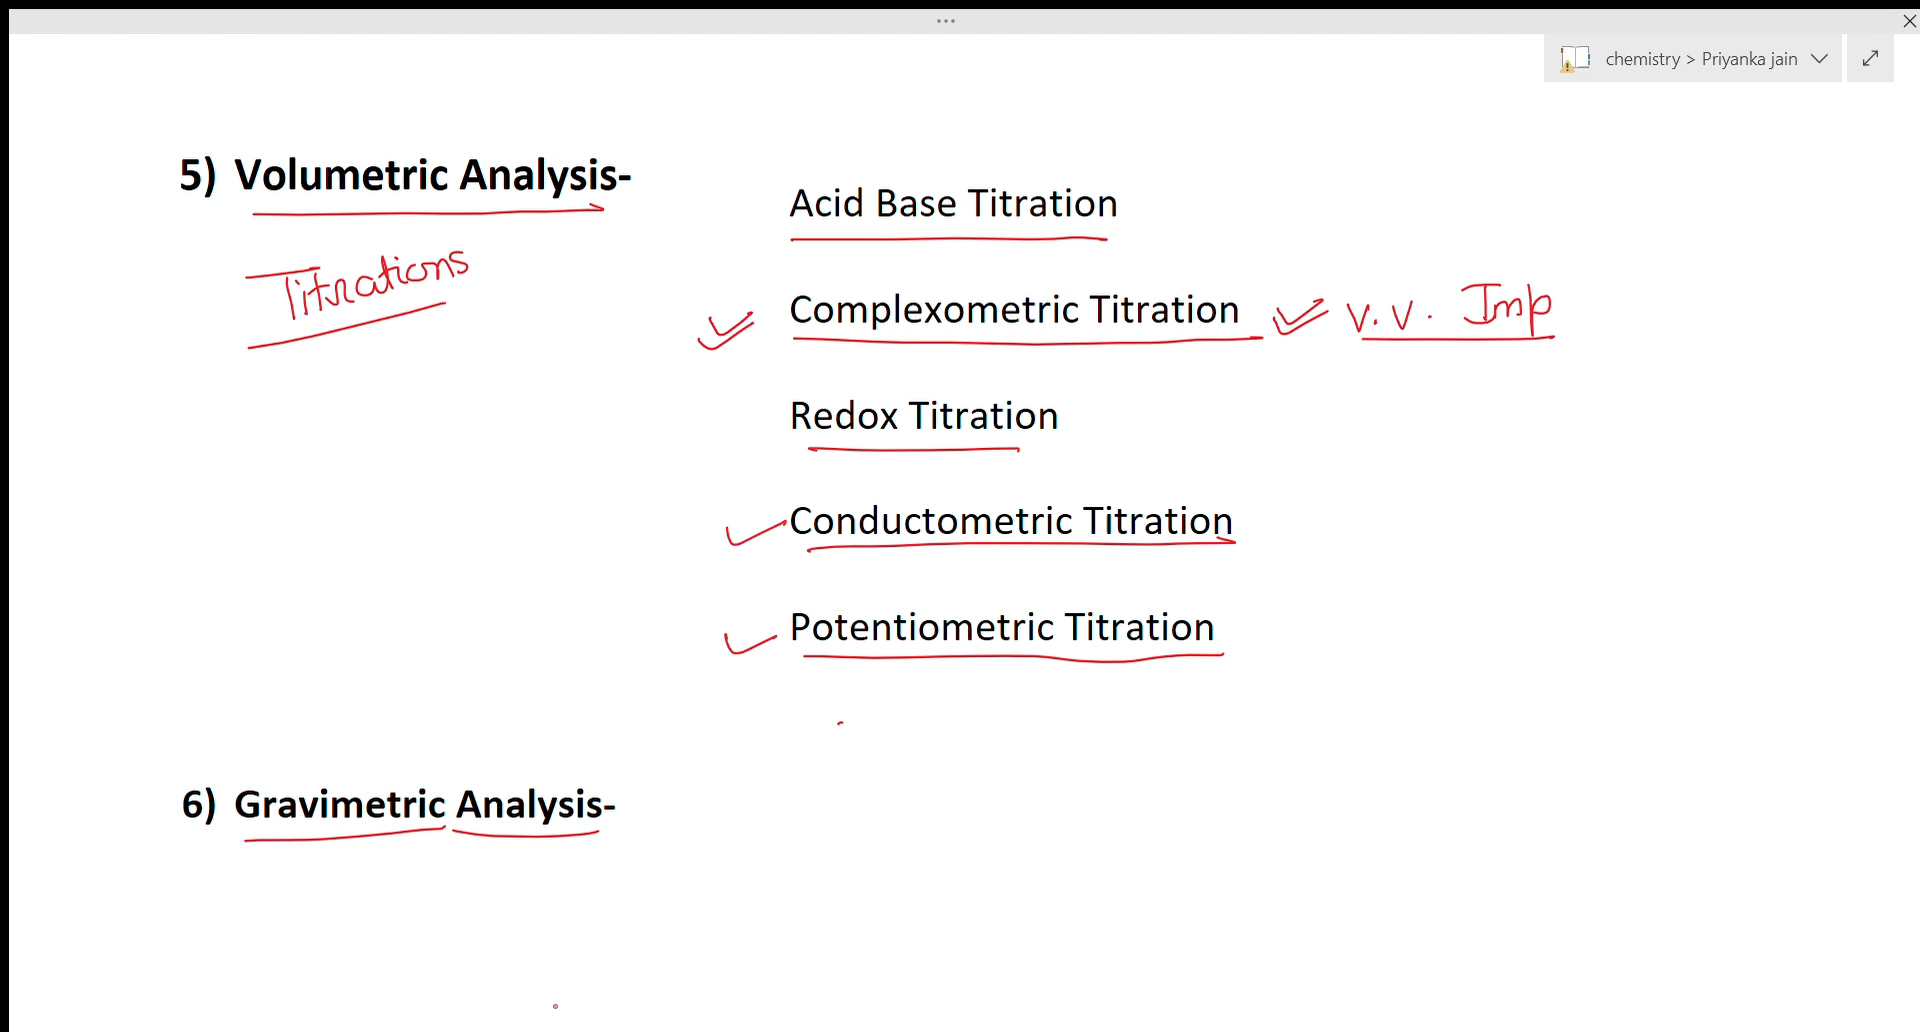 chemistry > Priyanka jain
5) Volumetric Analysis-
Titrations
Acid Base Titration
Complexometric Titration V.V. Imp
Redox Titration
Conductometric Titration
Potentiometric Titration
6) Gravimetric Analysis-